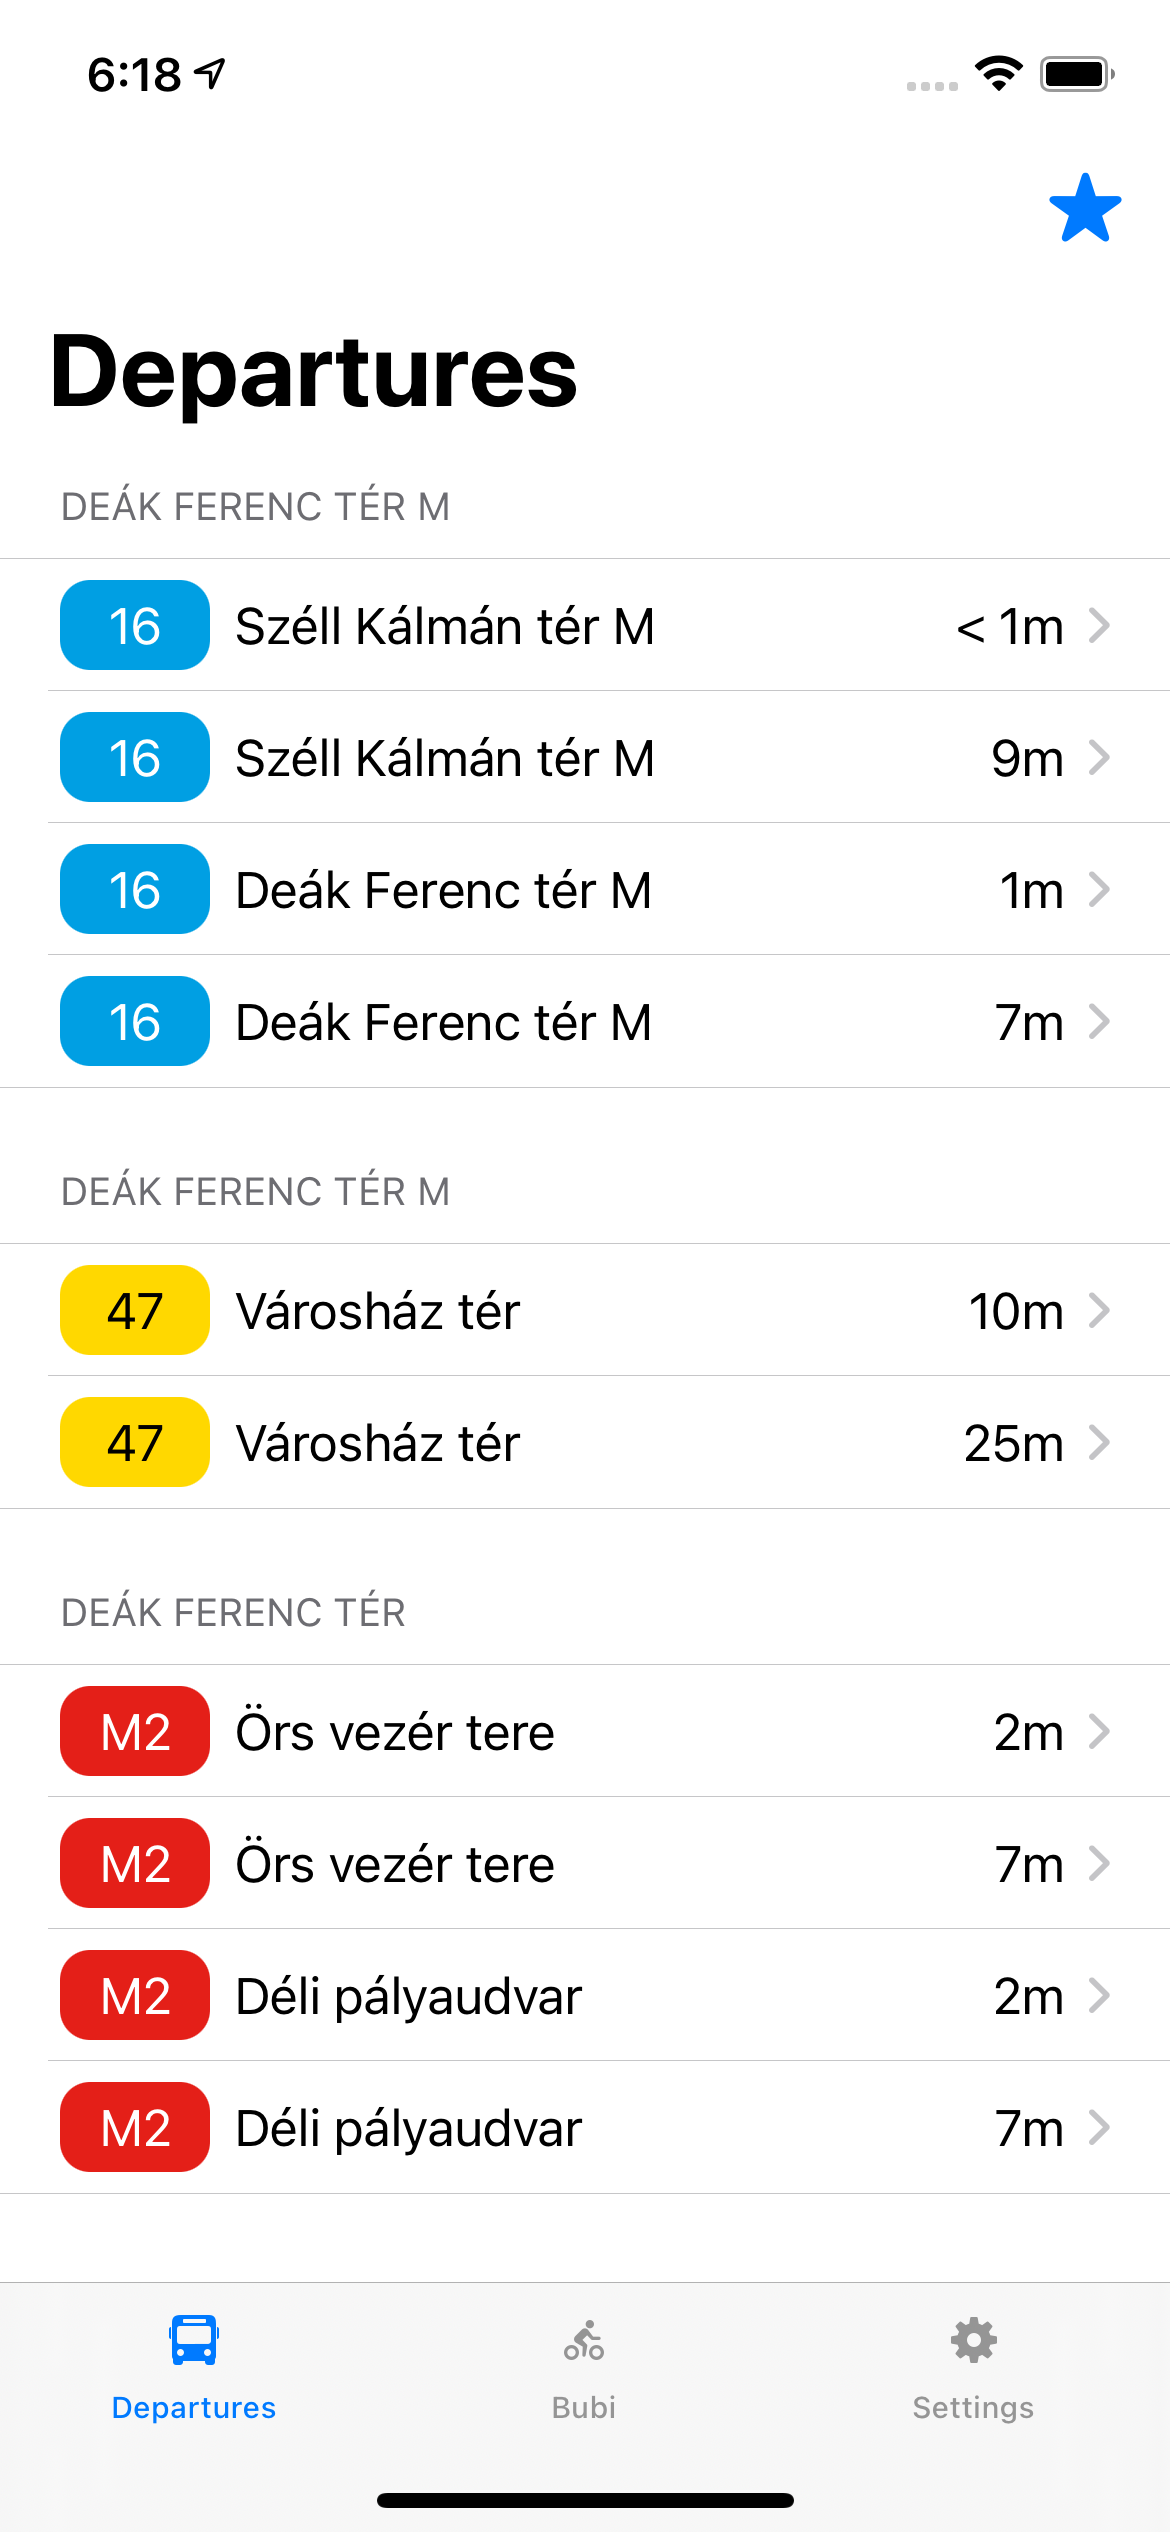 6:18
Departures
DEÁK FERENC TÉR M
16 Széll Kálmán tér M < 1m
16 Széll Kálmán tér M 9m
16 Deák Ferenc tér M 1m
16 Deák Ferenc tér M 7m
DEÁK FERENC TÉR M
47 Városház tér 10m
47 Városház tér 25m
DEÁK FERENC TÉR
M2 Örs vezér tere 2m
M2 Örs vezér tere 7m
M2 Déli pályaudvar 2m
M2 Déli pályaudvar 7m
Departures Bubi Settings